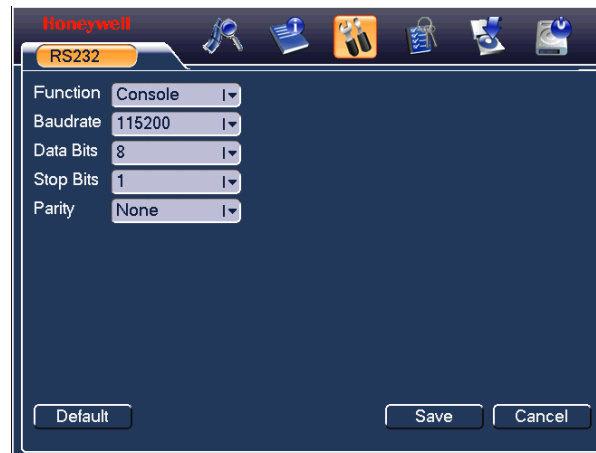 Honeywell
RS232
Function Console
Baudrate 115200
Data Bits 8
Stop Bits 1
Parity None
Default Save Cancel